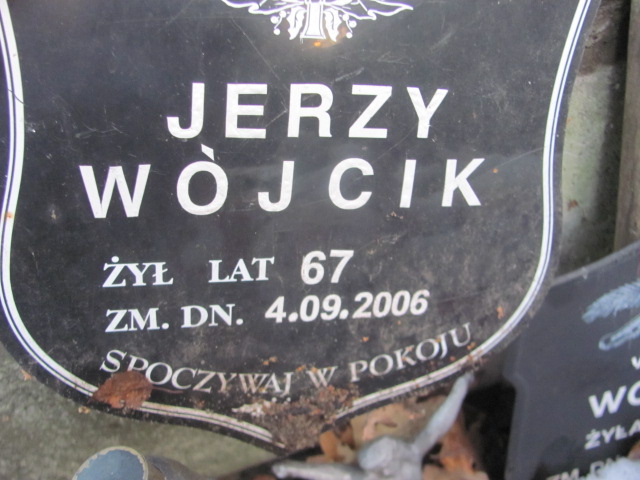 JERZY
WÒJCIK
ŻYŁ LAT 67
ZM. DN. 4.09.2006
SPOCZYWAJ W POKOJU